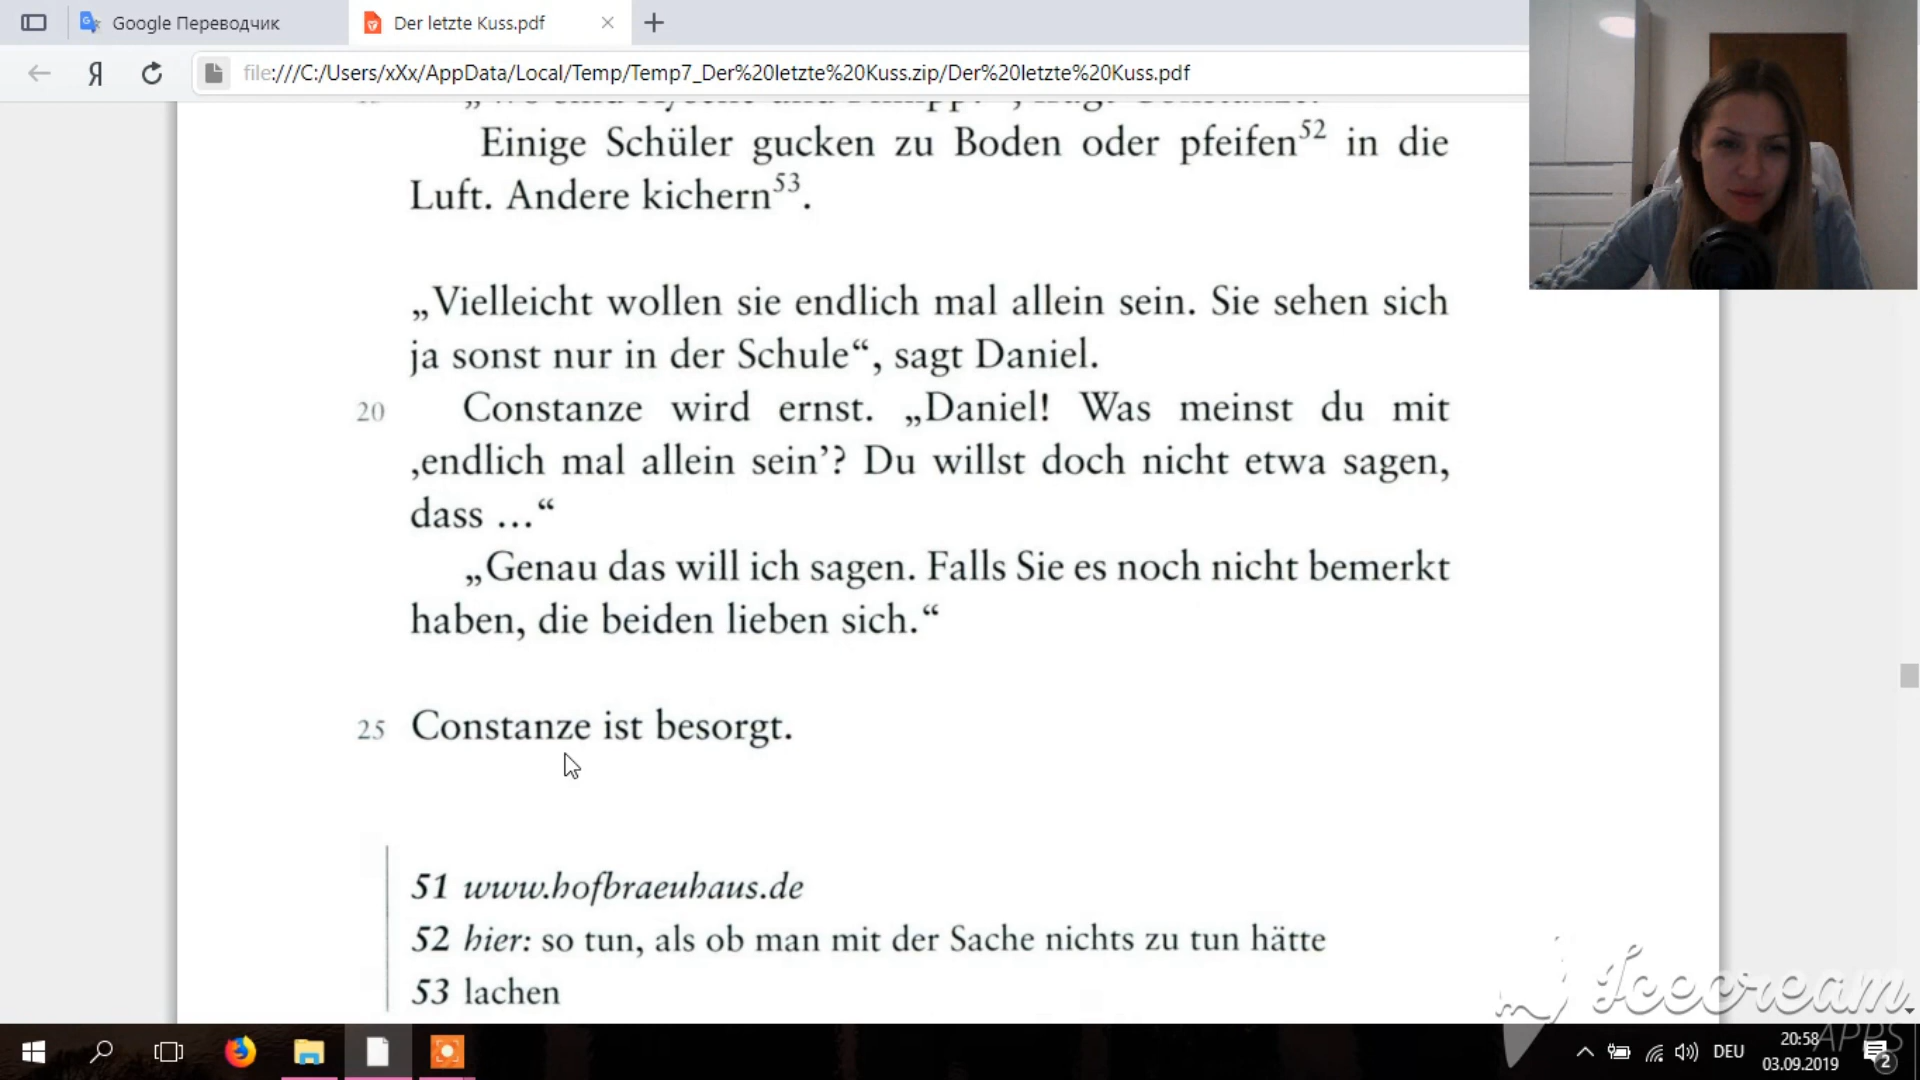 Google Переводчик
Der letzte Kuss.pdf
Я
file:///C:/Users/xXx/AppData/Local/Temp/Temp7_Der%20letzte%20Kuss.zip/Der%20letzte%20Kuss.pdf
Einige Schüler gucken zu Boden oder pfeifen52 in die
Luft. Andere kichern53.
„Vielleicht wollen sie endlich mal allein sein. Sie sehen sich
ja sonst nur in der Schule“, sagt Daniel.
20 Constanze wird ernst. „Daniel! Was meinst du mit
‚endlich mal allein sein’? Du willst doch nicht etwa sagen,
dass …“
„Genau das will ich sagen. Falls Sie es noch nicht bemerkt
haben, die beiden lieben sich.“
25 Constanze ist besorgt.
51 www.hofbraeuhaus.de
52 hier: so tun, als ob man mit der Sache nichts zu tun hätte
53 lachen
Icecream
APPS
DEU
20:58
03.09.2019
2